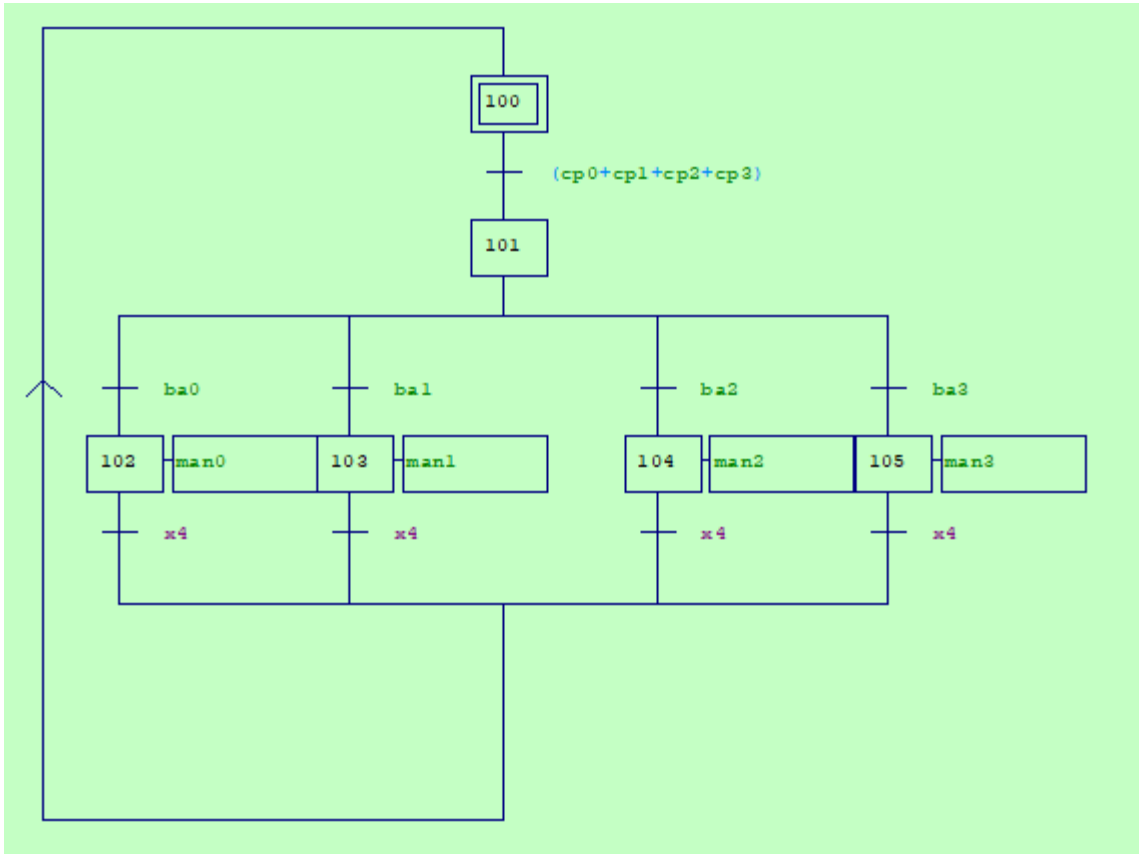 100
(cp0+cp1+cp2+cp3)
101
ba0 ba1 ba2 ba3
102 man0 103 man1 104 man2 105 man3
x4 x4 x4 x4